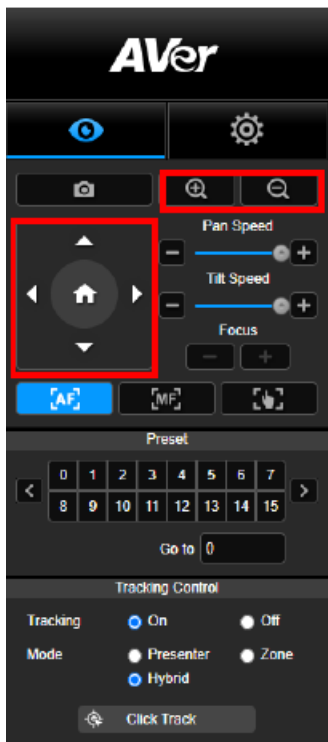 AVer
Pan Speed
Tilt Speed
Focus
AF
MF
Preset
0 1 2 3 4 5 6 7
8 9 10 11 12 13 14 15
Go to 0
Tracking Control
Tracking On Off
Mode Presenter Zone
Hybrid
Click Track